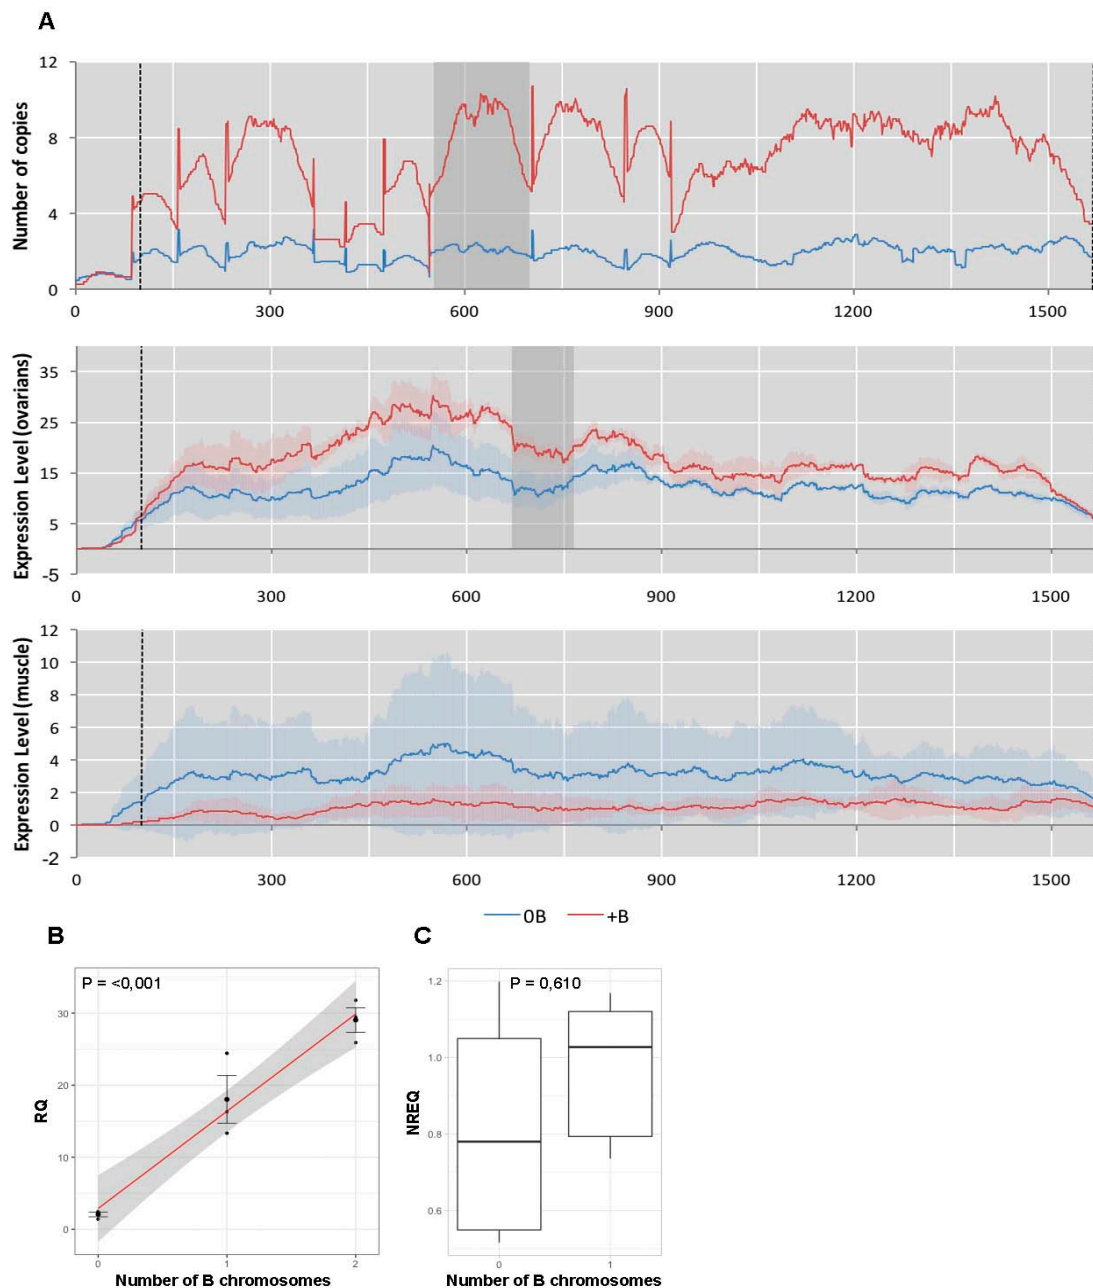 A
Number of copies
12
8
4
0
0 300 600 900 1200 1500
Expression Level (ovarians)
35
25
15
5
-5
0 300 600 900 1200 1500
Expression Level (muscle)
12
10
8
6
4
2
0
-2
0 300 600 900 1200 1500
0B +B
B
P = <0,001
RQ
30
20
10
0
0 1 2
Number of B chromosomes
C
P = 0,610
NREQ
1.2
1.0
0.8
0.6
0 1
Number of B chromosomes